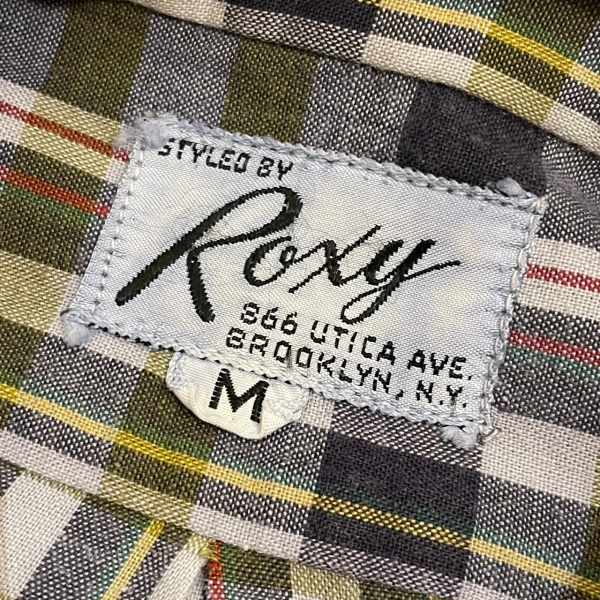 STYLED BY
Roxy
866 UTICA AVE.
BROOKLYN, N.Y.
M